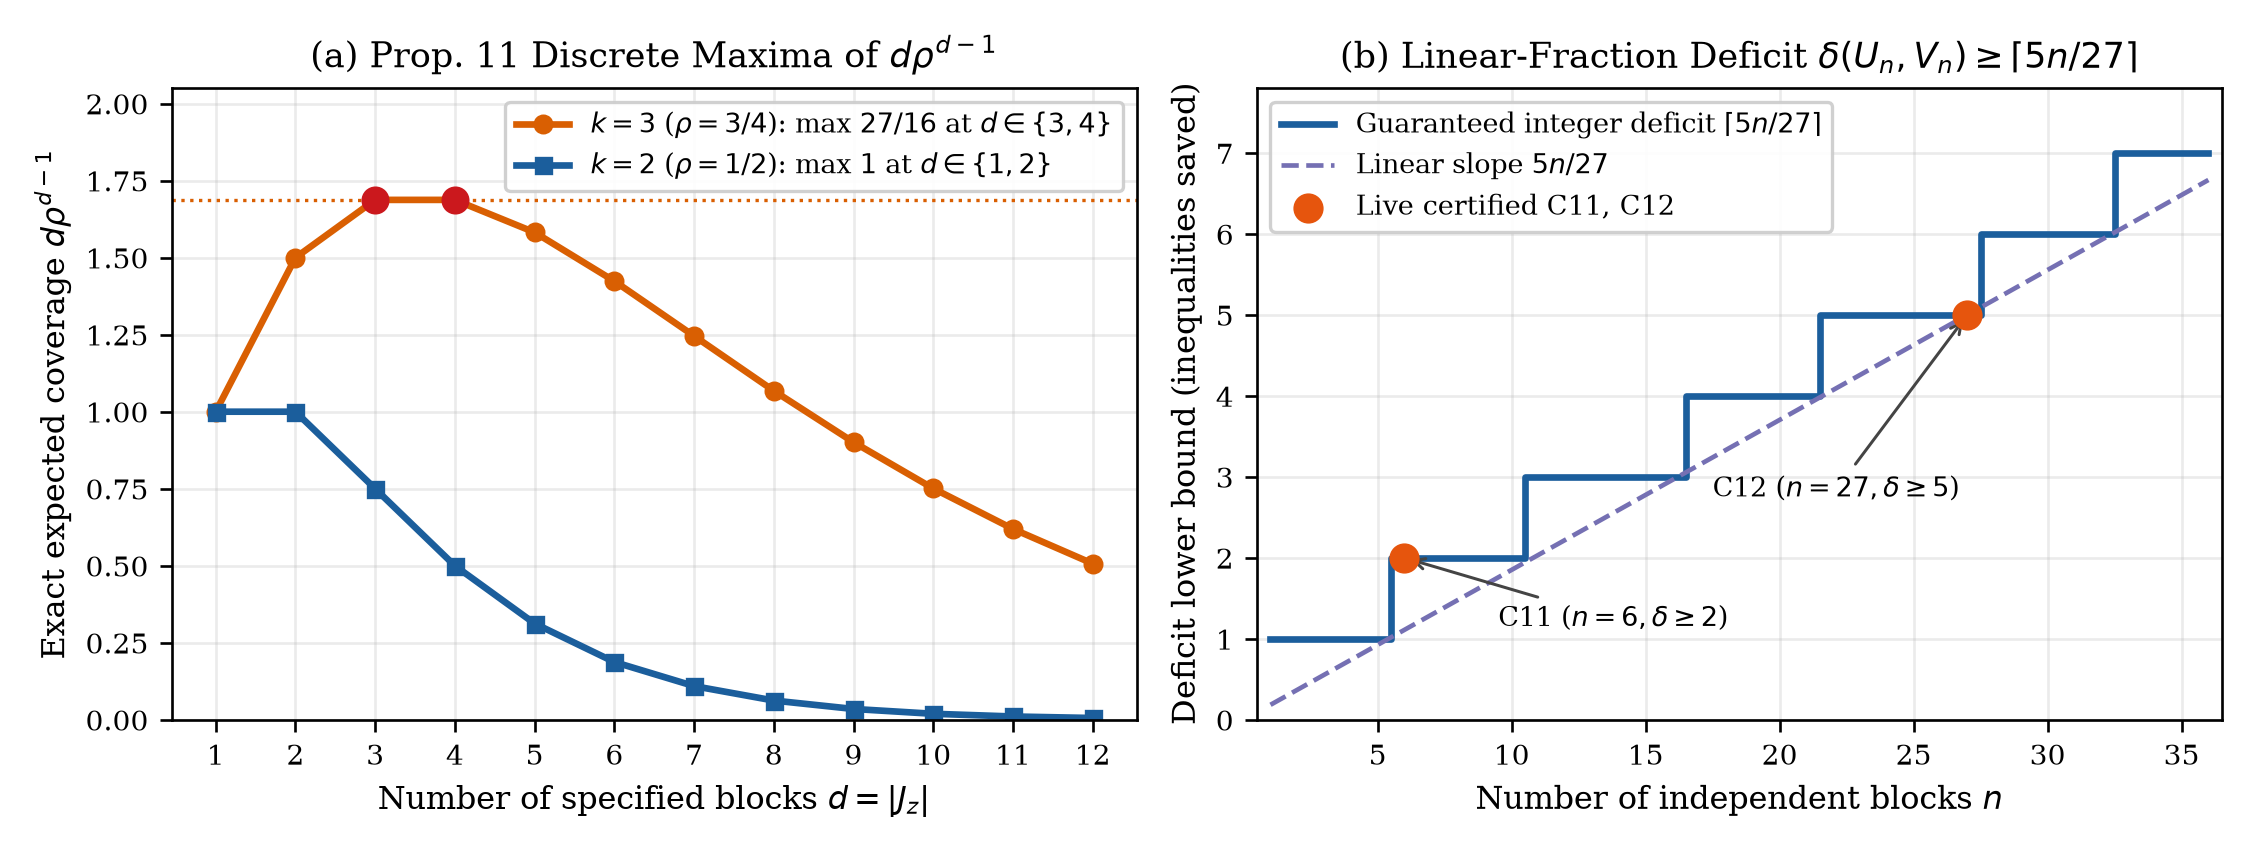 (a) Prop. 11 Discrete Maxima of dρ^{d−1}
Exact expected coverage dρ^{d−1}
2.00
1.75
1.50
1.25
1.00
0.75
0.50
0.25
0.00
k = 3 (ρ = 3/4): max 27/16 at d ∈ {3, 4}
k = 2 (ρ = 1/2): max 1 at d ∈ {1, 2}
1 2 3 4 5 6 7 8 9 10 11 12
Number of specified blocks d = |J_z|
(b) Linear-Fraction Deficit δ(U_n, V_n) ≥ ⌈5n/27⌉
Deficit lower bound (inequalities saved)
7
6
5
4
3
2
1
0
Guaranteed integer deficit ⌈5n/27⌉
Linear slope 5n/27
Live certified C11, C12
C12 (n = 27, δ ≥ 5)
C11 (n = 6, δ ≥ 2)
5 10 15 20 25 30 35
Number of independent blocks n